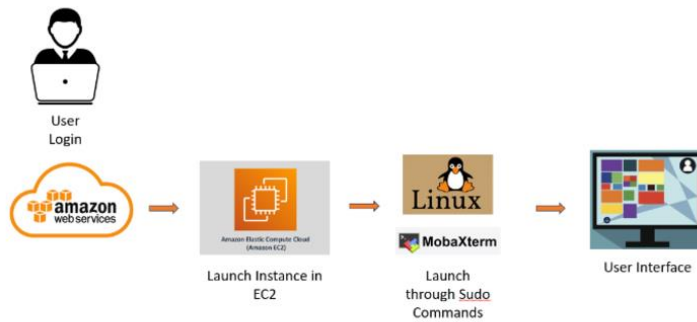 User
Login
amazon
web services
Amazon Elastic Compute Cloud
(Amazon EC2)
Launch Instance in
EC2
Linux
MobaXterm
Launch
through Sudo
Commands
User Interface